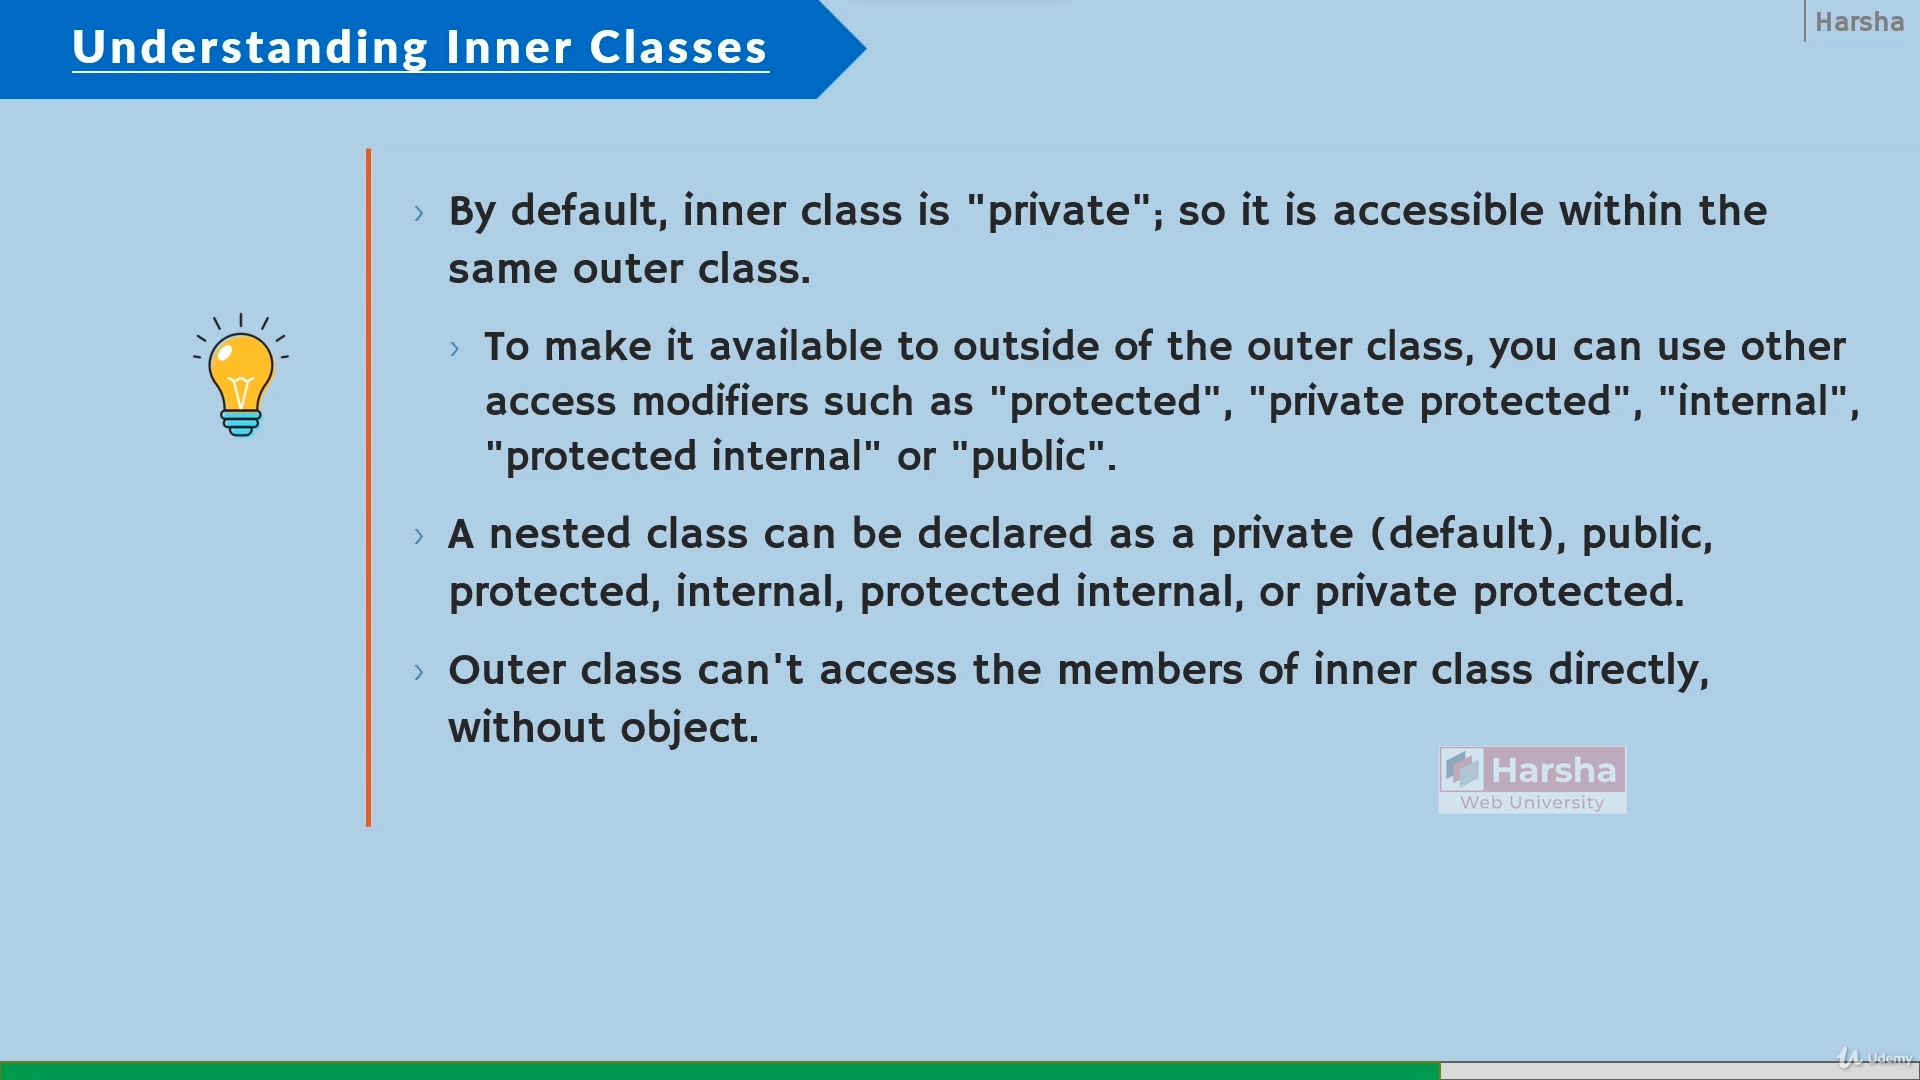 Understanding Inner Classes
Harsha
› By default, inner class is "private"; so it is accessible within the
same outer class.
› To make it available to outside of the outer class, you can use other
access modifiers such as "protected", "private protected", "internal",
"protected internal" or "public".
› A nested class can be declared as a private (default), public,
protected, internal, protected internal, or private protected.
› Outer class can't access the members of inner class directly,
without object.
Harsha
Web University
Udemy